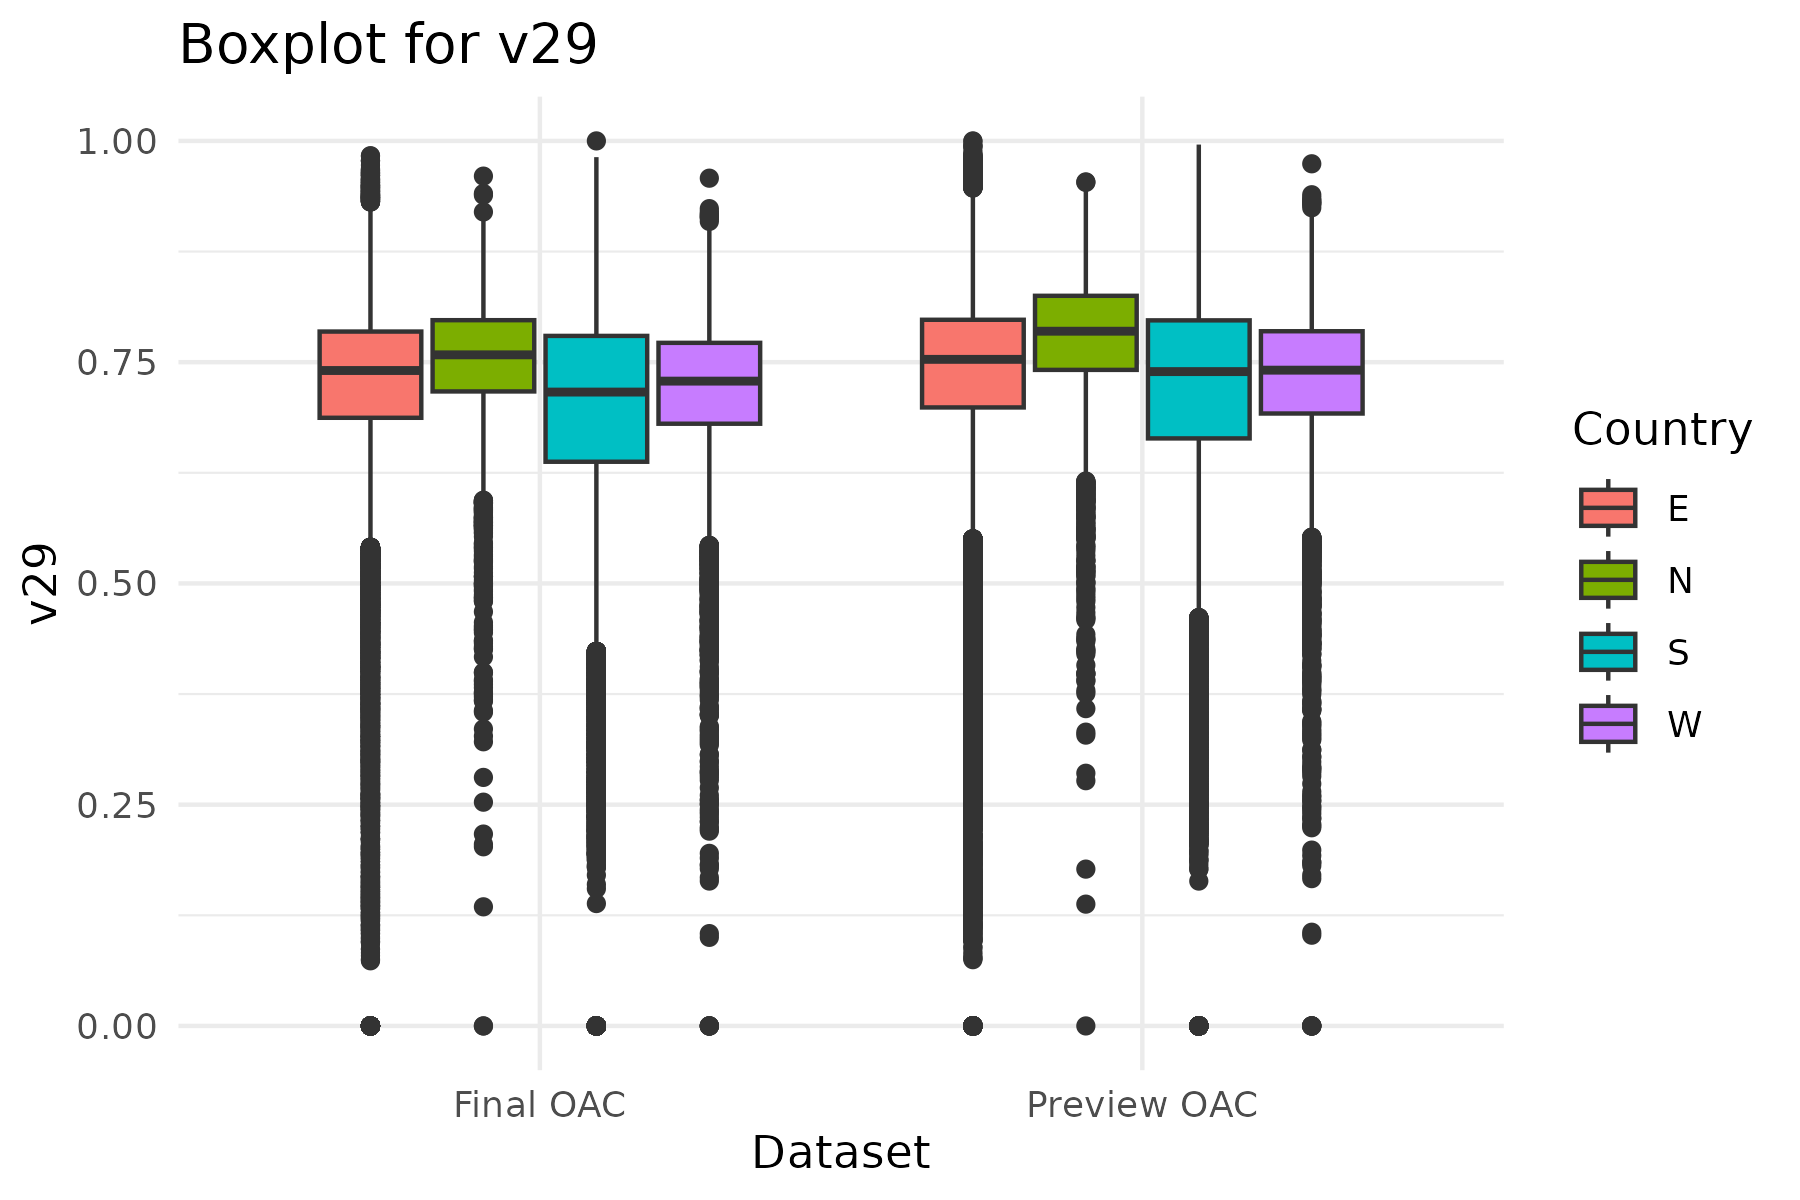 Boxplot for v29
1.00
0.75
0.50
0.25
0.00
v29
Final OAC
Preview OAC
Dataset
Country
E
N
S
W